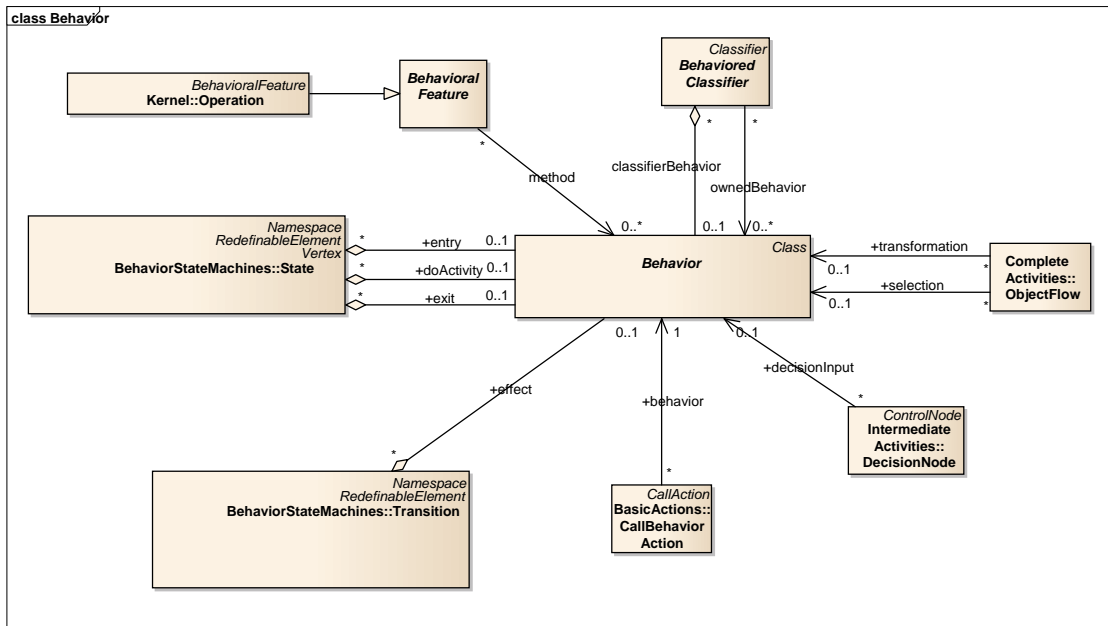 class Behavior
Classifier
Behaviored
Classifier
BehavioralFeature
Kernel::Operation
Behavioral
Feature
*
*
*
classifierBehavior
ownedBehavior
method
0..*
0..1
0..*
Namespace
RedefinableElement
Vertex
BehaviorStateMachines::State
*
+entry
0..1
*
+doActivity
0..1
*
+exit
0..1
Class
Behavior
+transformation
0..1
*
+selection
0..1
*
Complete
Activities::
ObjectFlow
0..1
1
0..1
+effect
+behavior
+decisionInput
*
*
*
ControlNode
Intermediate
Activities::
DecisionNode
Namespace
RedefinableElement
BehaviorStateMachines::Transition
CallAction
BasicActions::
CallBehavior
Action